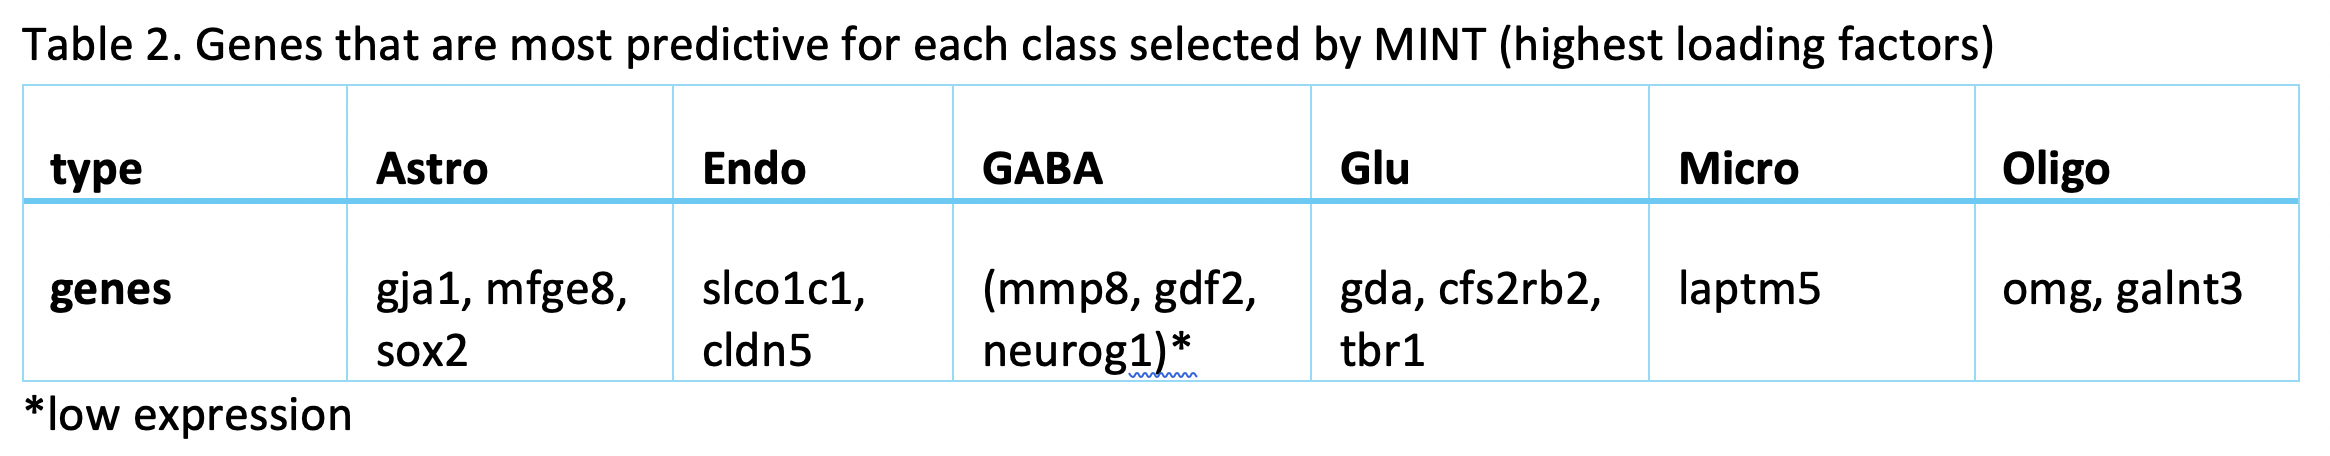 Table 2. Genes that are most predictive for each class selected by MINT (highest loading factors)
type Astro Endo GABA Glu Micro Oligo
genes gja1, mfge8, slco1c1, (mmp8, gdf2, gda, cfs2rb2, laptm5 omg, galnt3
sox2 cldn5 neurog1)* tbr1
*low expression